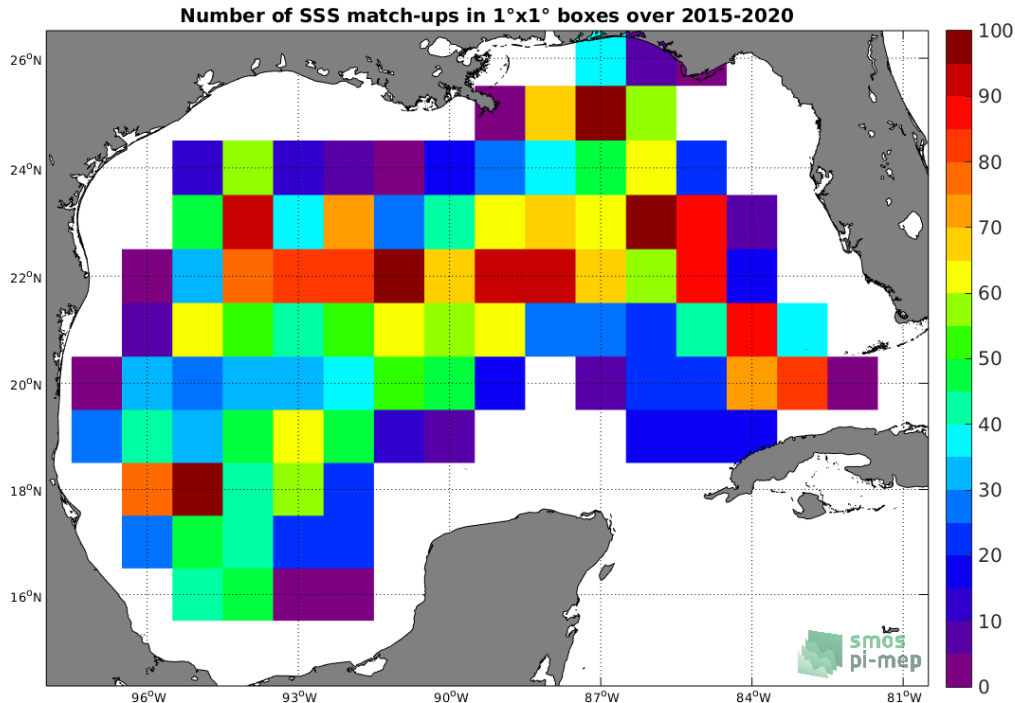 Number of SSS match-ups in 1°x1° boxes over 2015-2020
26°N
24°N
22°N
20°N
18°N
16°N
96°W
93°W
90°W
87°W
84°W
81°W
100
90
80
70
60
50
40
30
20
10
0
smos
pi-mep